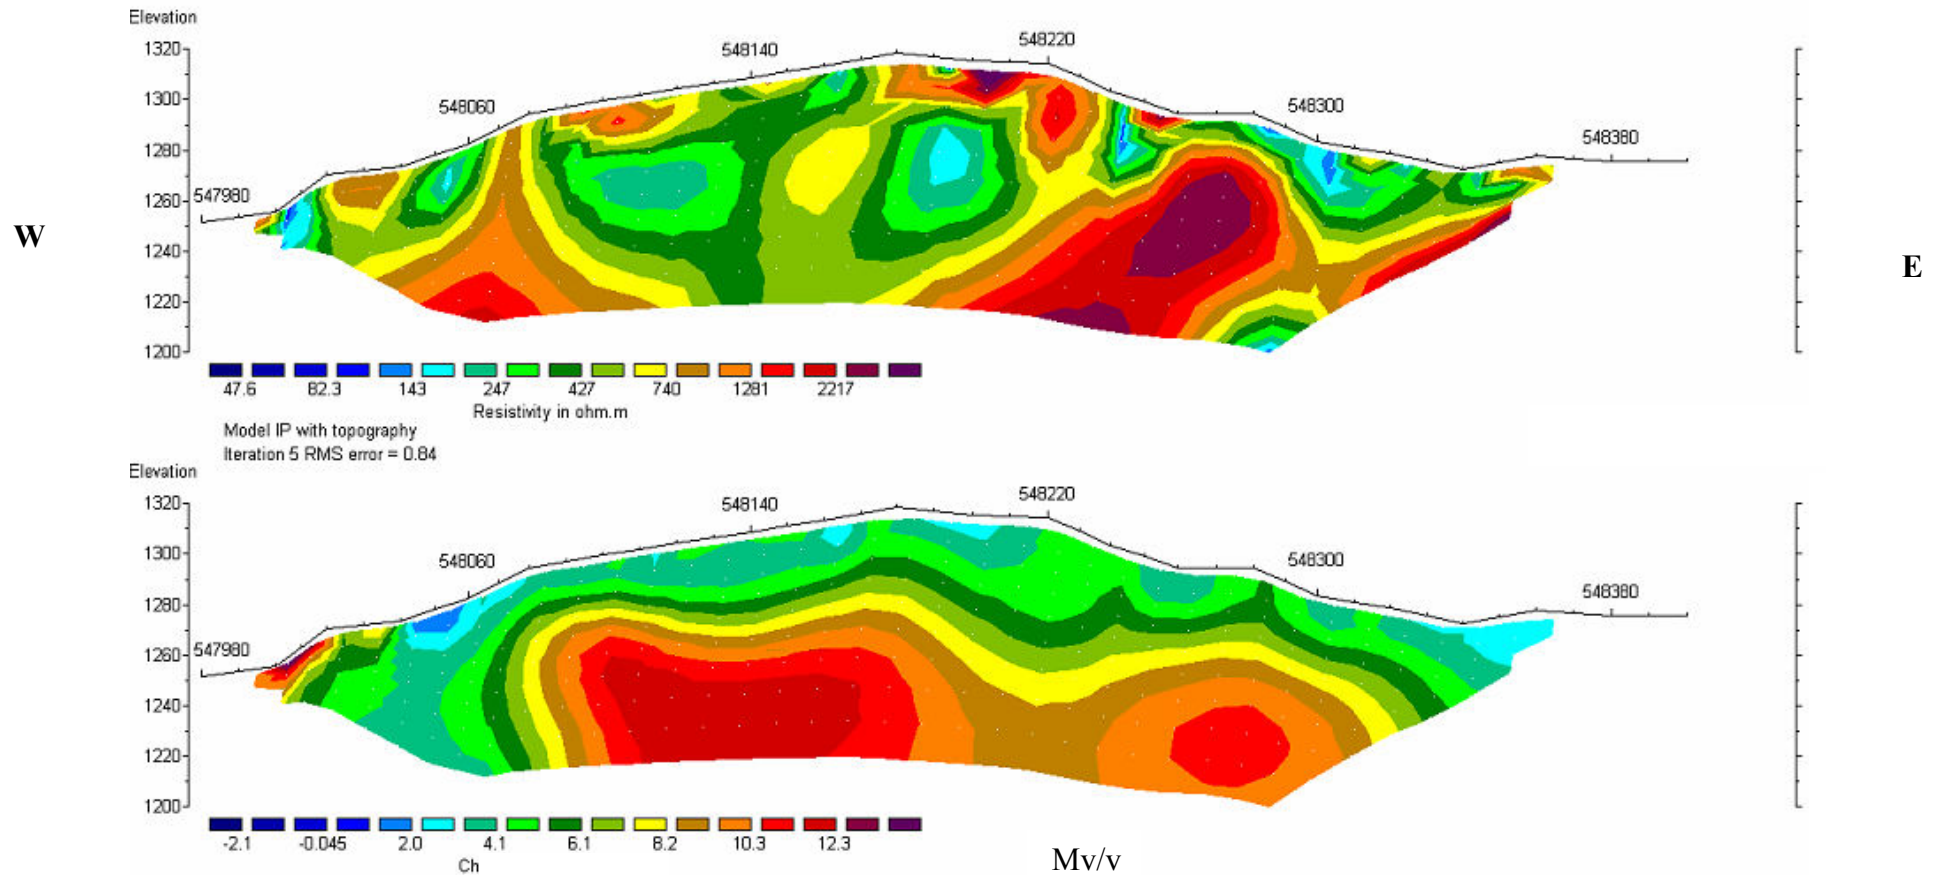 Elevation
1320
1300
1280
1260
1240
1220
1200
547980
548060
548140
548220
548300
548380
W
E
47.6 82.3 143 247 427 740 1281 2217
Resistivity in ohm.m
Model IP with topography
Iteration 5 RMS error = 0.84
Elevation
1320
1300
1280
1260
1240
1220
1200
547980
548060
548140
548220
548300
548380
-2.1 -0.045 2.0 4.1 6.1 8.2 10.3 12.3
Ch
Mv/v